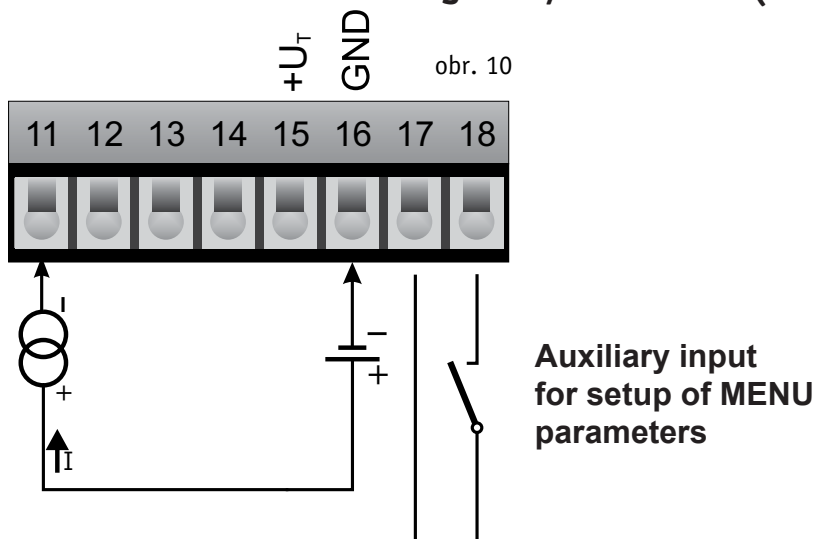 +U_T GND
obr. 10
11 12 13 14 15 16 17 18
–
–
+
+
I
Auxiliary input
for setup of MENU
parameters